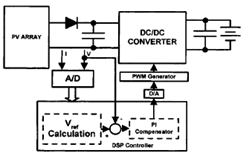 PV ARRAY
DC/DC
CONVERTER
I
V
A/D
PWM Generator
D/A
V ref
Calculation
PI
Compensator
DSP Controller